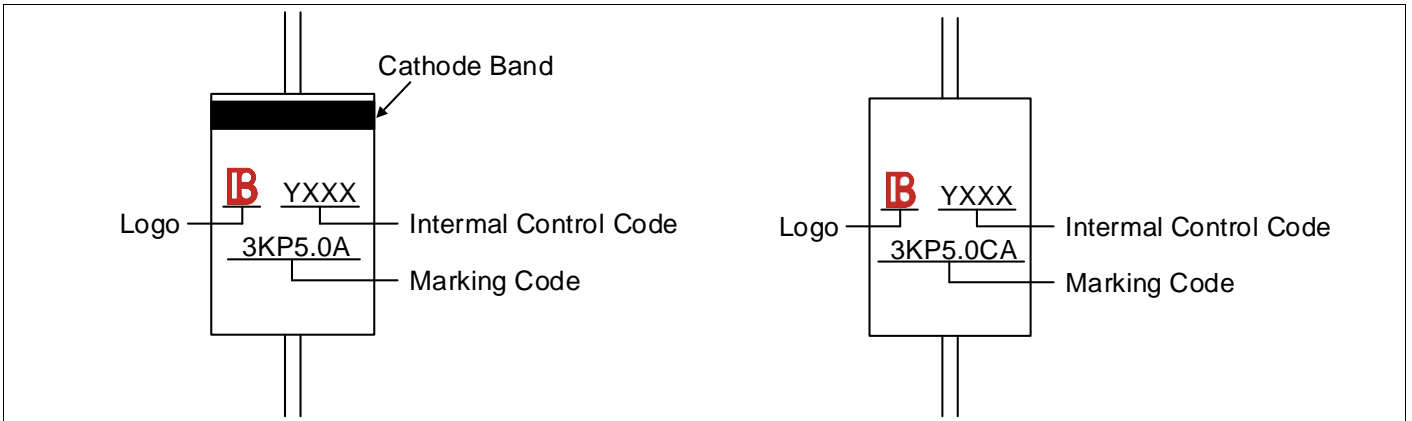 Cathode Band
B YXXX
B YXXX
Logo
Intermal Control Code
Logo
Intermal Control Code
3KP5.0A
3KP5.0CA
Marking Code
Marking Code